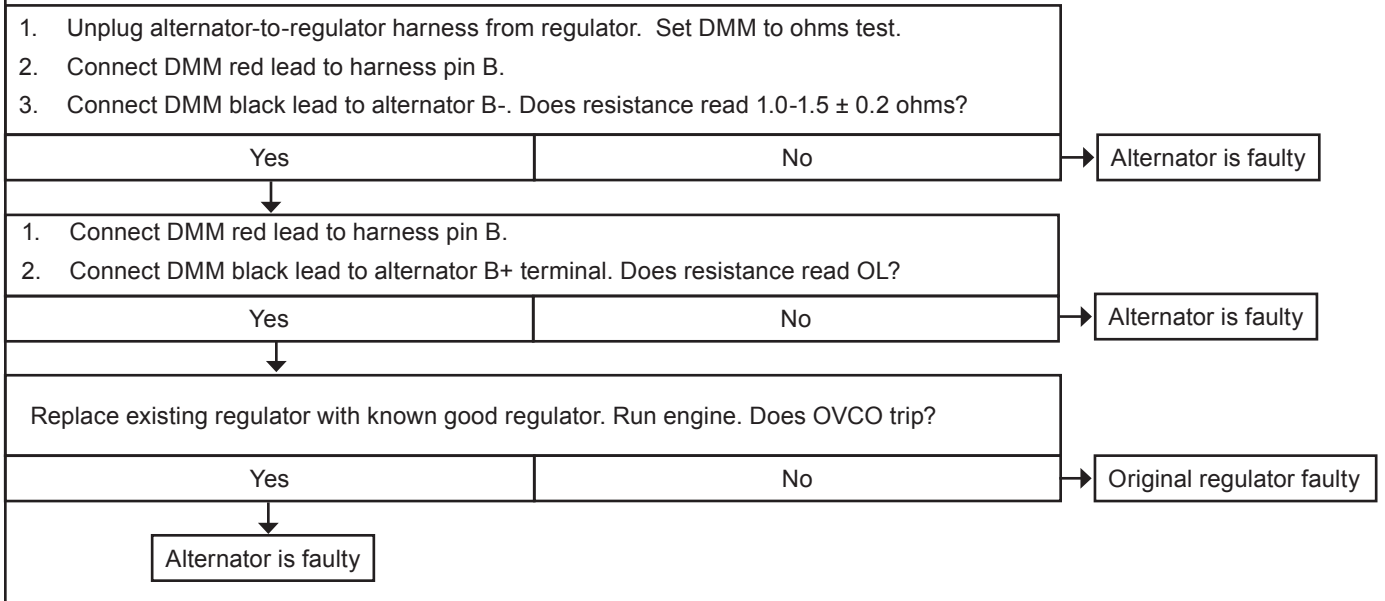 1. Unplug alternator-to-regulator harness from regulator. Set DMM to ohms test.
2. Connect DMM red lead to harness pin B.
3. Connect DMM black lead to alternator B-. Does resistance read 1.0-1.5 ± 0.2 ohms?
Yes
No
Alternator is faulty
1. Connect DMM red lead to harness pin B.
2. Connect DMM black lead to alternator B+ terminal. Does resistance read OL?
Yes
No
Alternator is faulty
Replace existing regulator with known good regulator. Run engine. Does OVCO trip?
Yes
No
Original regulator faulty
Alternator is faulty